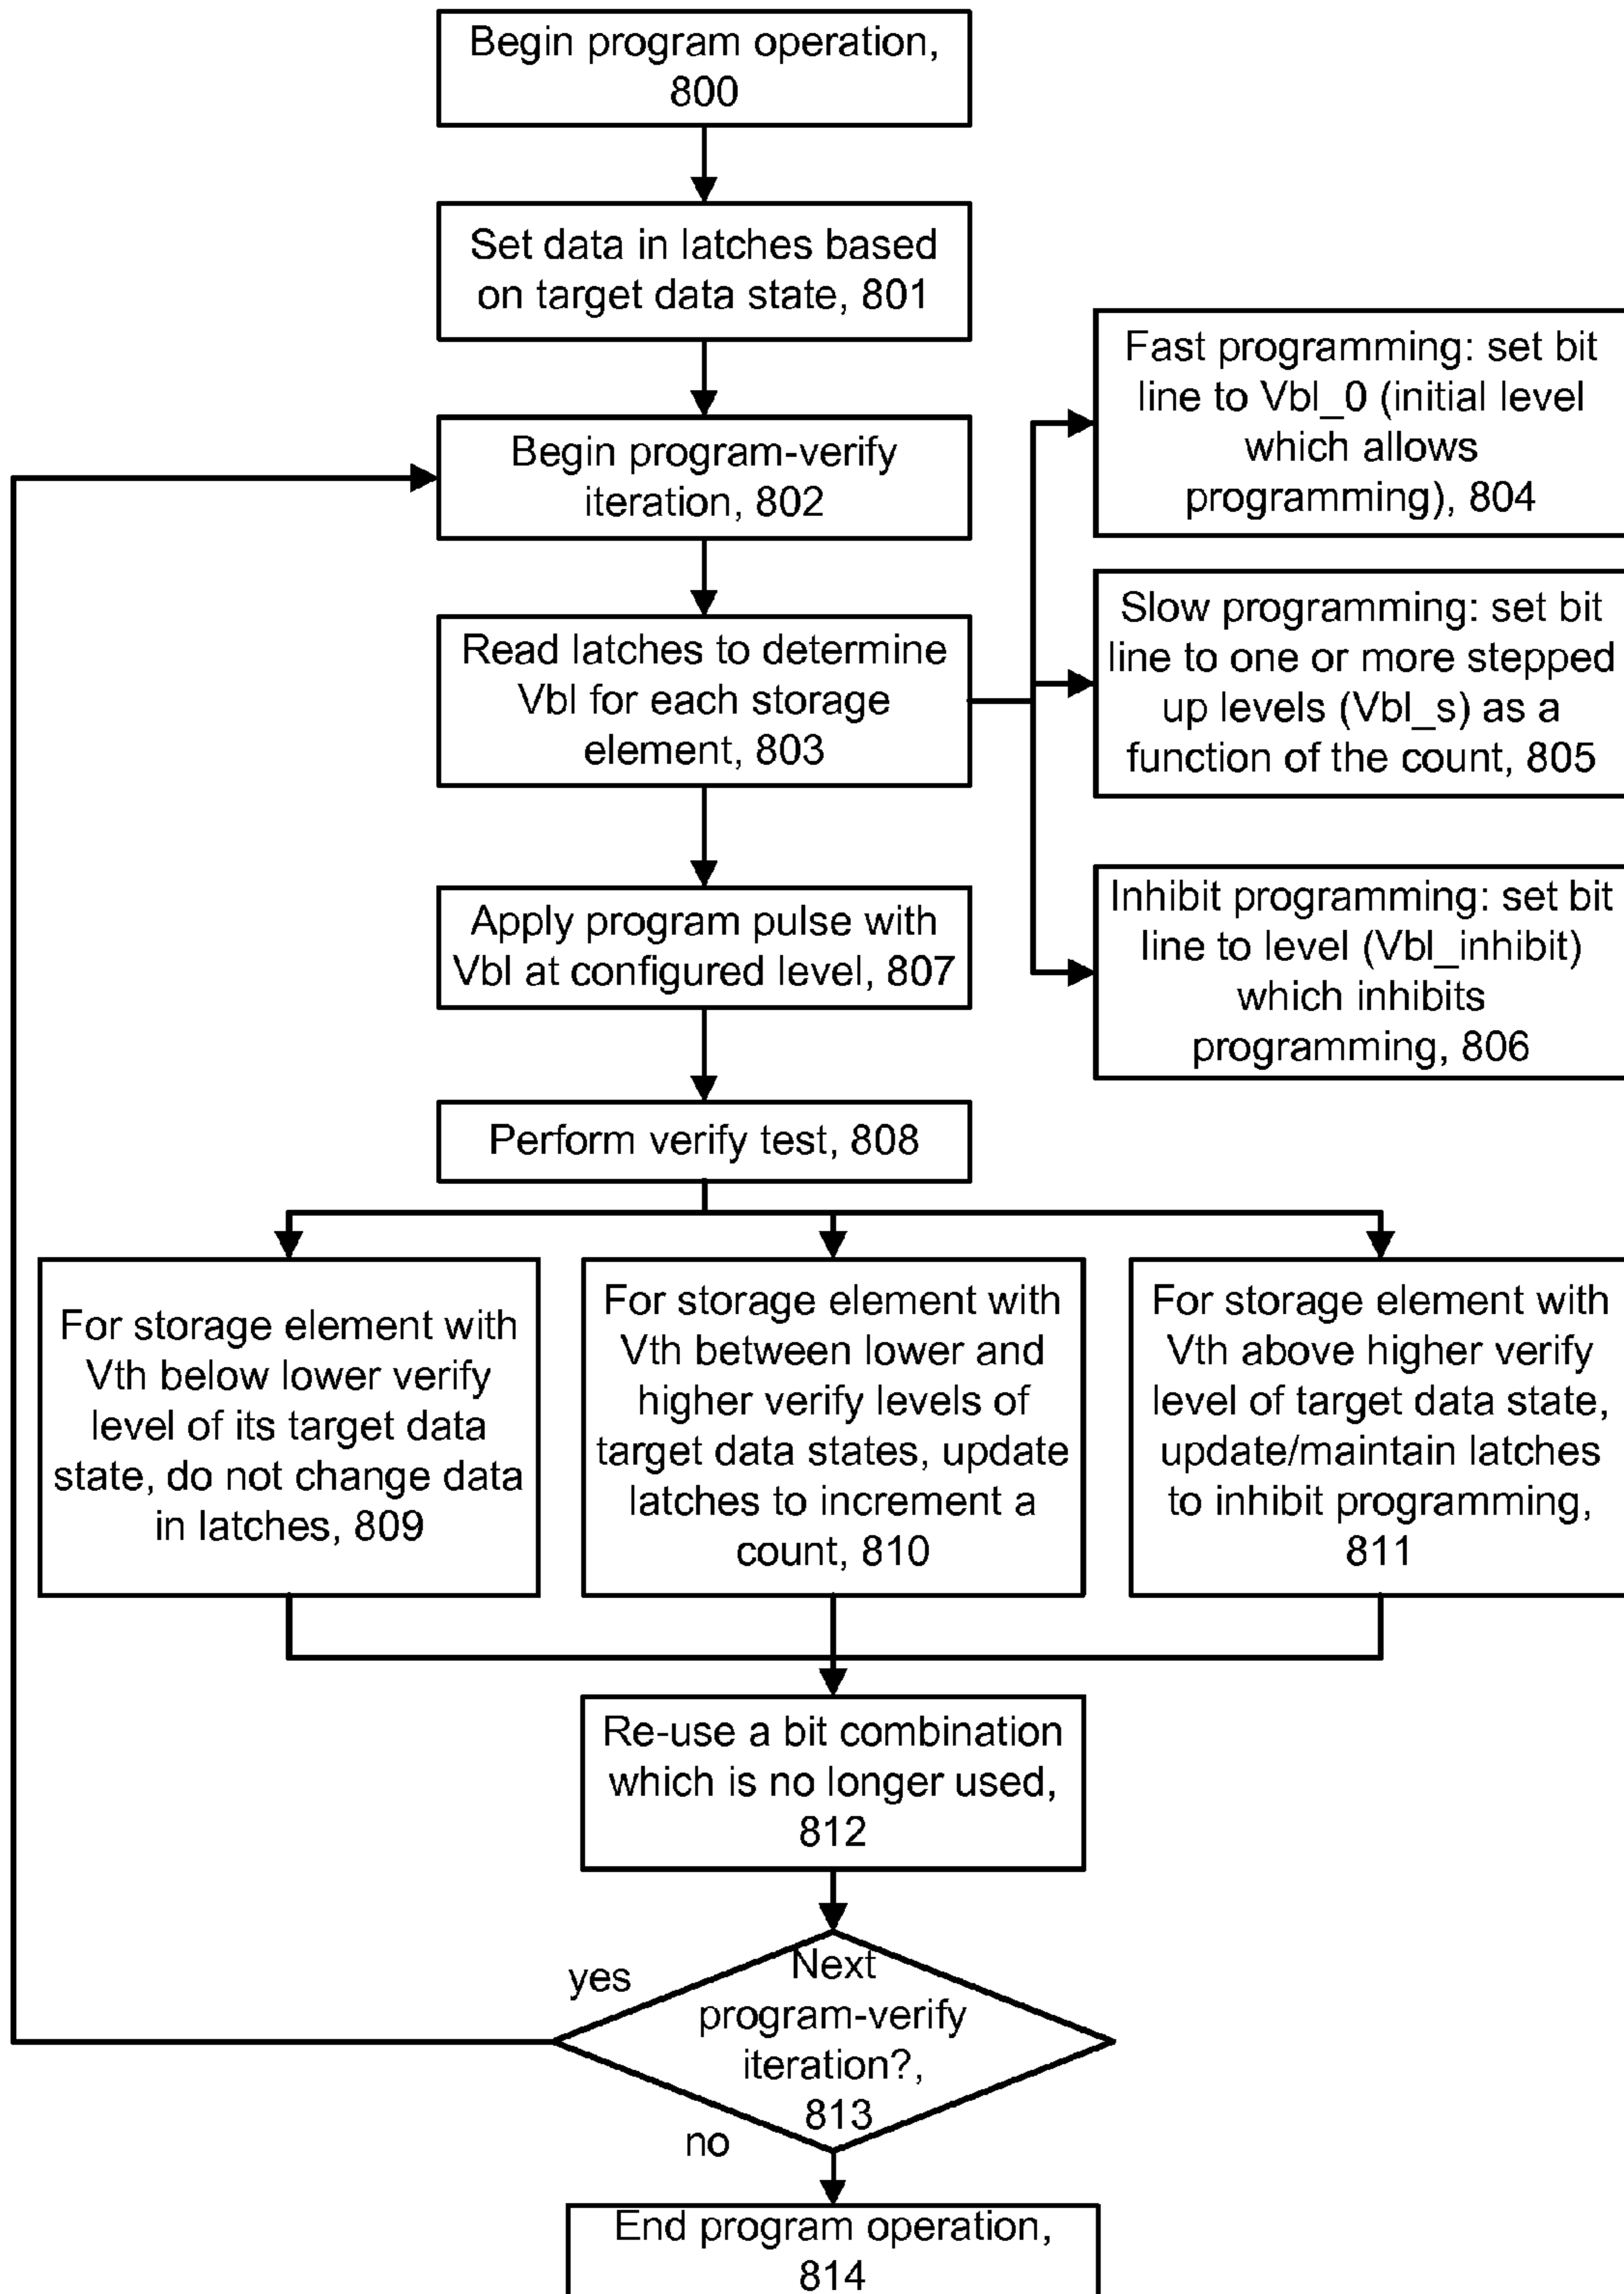 Begin program operation,
800
Set data in latches based
on target data state, 801
Begin program-verify
iteration, 802
Read latches to determine
Vbl for each storage
element, 803
Fast programming: set bit
line to Vbl_0 (initial level
which allows
programming), 804
Slow programming: set bit
line to one or more stepped
up levels (Vbl_s) as a
function of the count, 805
Inhibit programming: set bit
line to level (Vbl_inhibit)
which inhibits
programming, 806
Apply program pulse with
Vbl at configured level, 807
Perform verify test, 808
For storage element with
Vth below lower verify
level of its target data
state, do not change data
in latches, 809
For storage element with
Vth between lower and
higher verify levels of
target data states, update
latches to increment a
count, 810
For storage element with
Vth above higher verify
level of target data state,
update/maintain latches
to inhibit programming,
811
Re-use a bit combination
which is no longer used,
812
yes
Next
program-verify
iteration?,
813
no
End program operation,
814